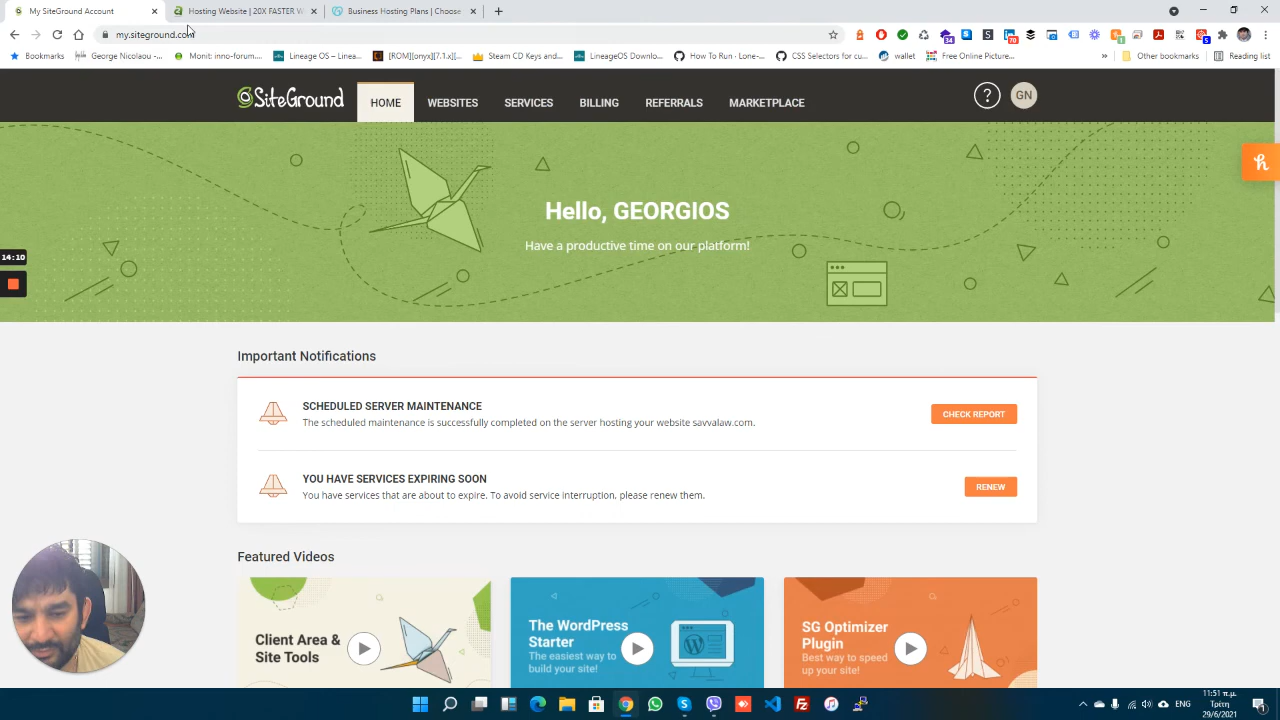 My SiteGround Account
Hosting Website | 20X FASTER W
Business Hosting Plans | Choose
my.siteground.com
Bookmarks
George Nicolaou -...
Monit: inno-forum....
Lineage OS – Linea...
[ROM][onyx][7.1.x]...
Steam CD Keys and...
LineageOS Downlo...
How To Run · Lone-...
CSS Selectors for...
wallet
Free Online Picture...
»
Other bookmarks
Reading list
SiteGround
HOME
WEBSITES
SERVICES
BILLING
REFERRALS
MARKETPLACE
?
GN
Hello, GEORGIOS
Have a productive time on our platform!
14:10
Important Notifications
SCHEDULED SERVER MAINTENANCE
The scheduled maintenance is successfully completed on the server hosting your website savvalaw.com.
CHECK REPORT
YOU HAVE SERVICES EXPIRING SOON
You have services that are about to expire. To avoid service interruption, please renew them.
RENEW
Featured Videos
Client Area &
Site Tools
The WordPress
Starter
The easiest way to
build your site!
SG Optimizer
Plugin
Best way to speed
up your site!
ENG
11:51 π.μ.
Τρίτη
29/6/2021